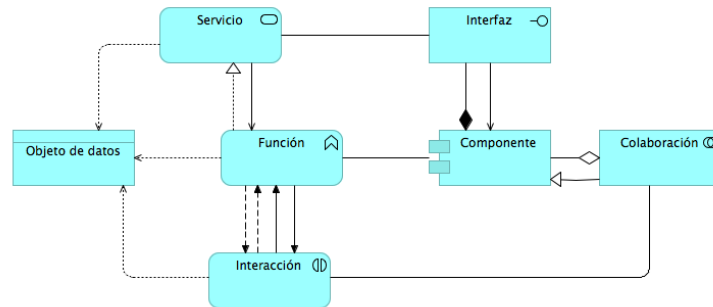 Servicio
Interfaz
Objeto de datos
Función
Componente
Colaboración
Interacción